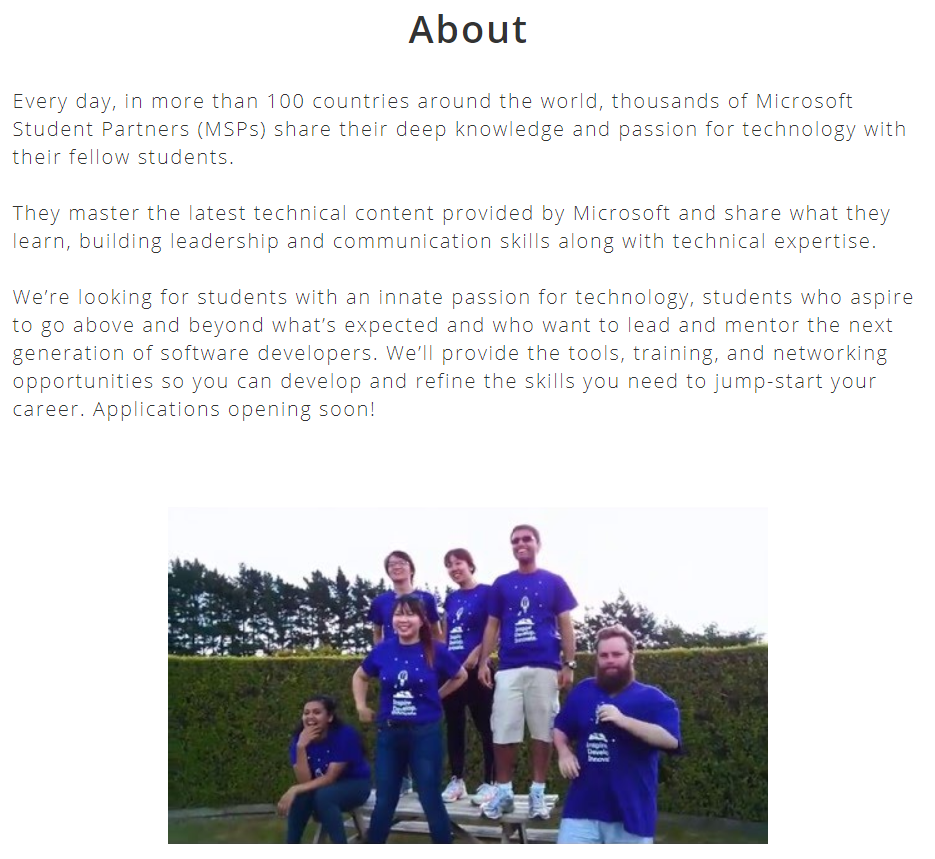 About
Every day, in more than 100 countries around the world, thousands of Microsoft
Student Partners (MSPs) share their deep knowledge and passion for technology with
their fellow students.
They master the latest technical content provided by Microsoft and share what they
learn, building leadership and communication skills along with technical expertise.
We’re looking for students with an innate passion for technology, students who aspire
to go above and beyond what’s expected and who want to lead and mentor the next
generation of software developers. We’ll provide the tools, training, and networking
opportunities so you can develop and refine the skills you need to jump-start your
career. Applications opening soon!
Inspire
Develop.
Inspire
Develop.
Innovate.